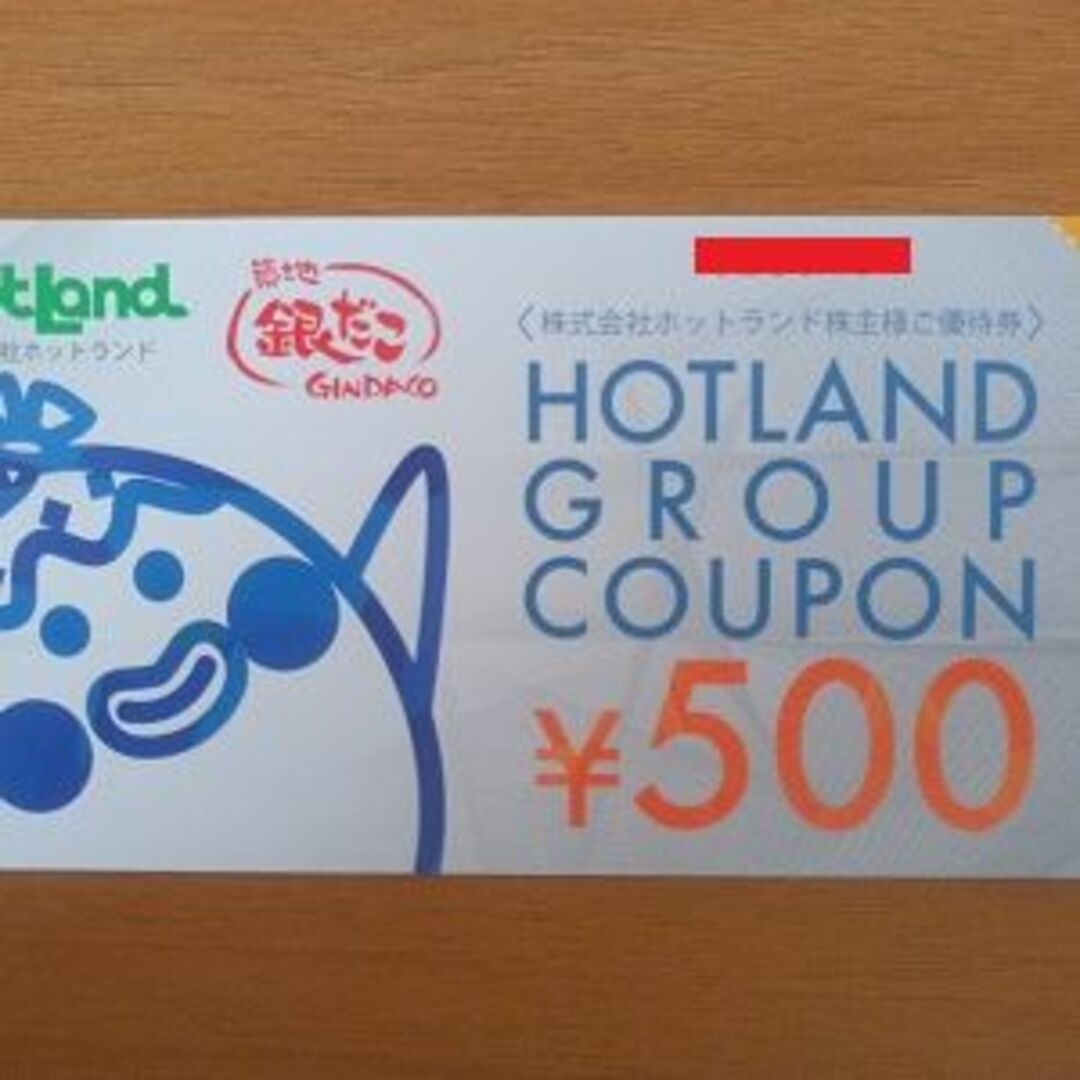 tLand.
社ホットランド
築地
銀だこ
GINDACO
〈株式会社ホットランド株主様ご優待券〉
HOTLAND
GROUP
COUPON
¥500